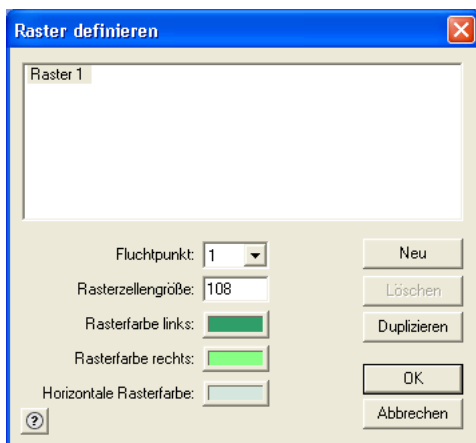 Raster definieren
Raster 1
Fluchtpunkt: 1
Neu
Rasterzellengröße: 108
Löschen
Rasterfarbe links:
Duplizieren
Rasterfarbe rechts:
OK
Horizontale Rasterfarbe:
?
Abbrechen